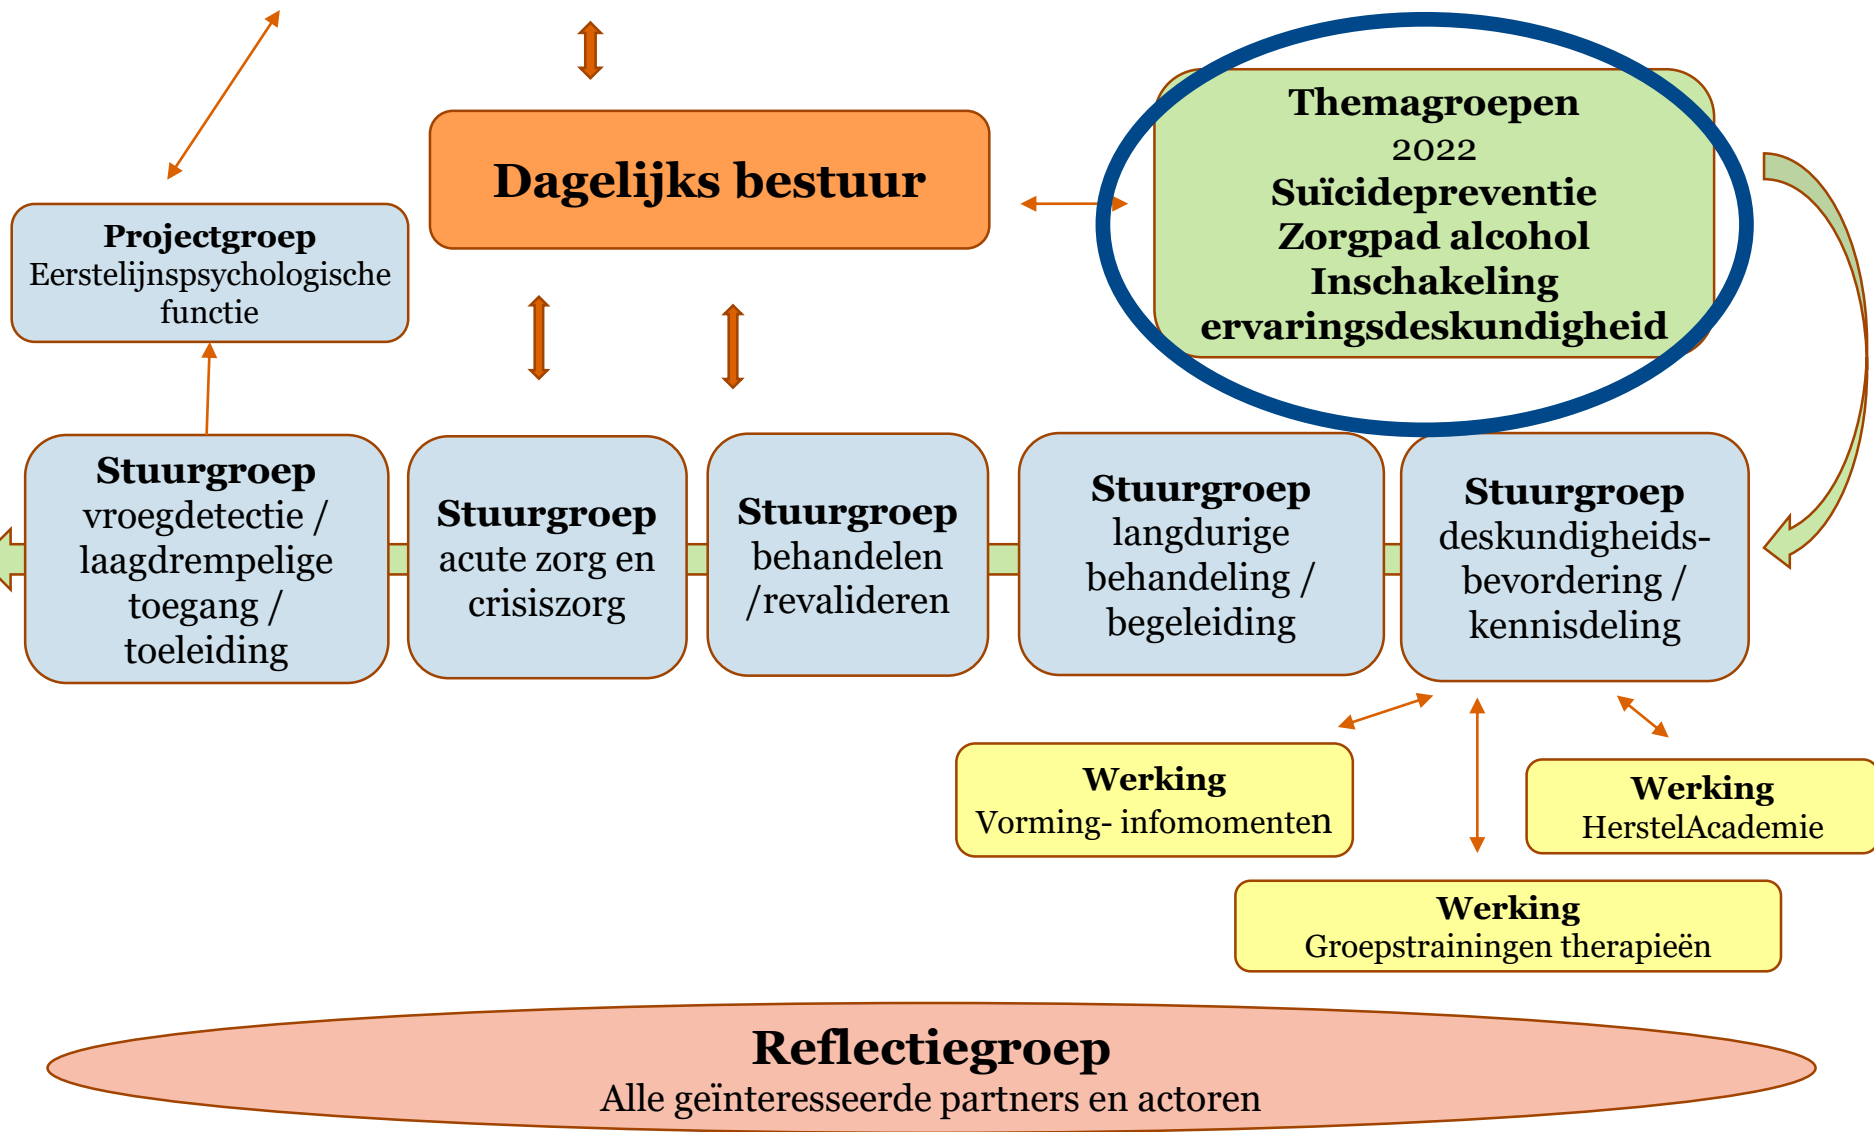 Themagroepen
2022
Suïcidepreventie
Zorgpad alcohol
Inschakeling
ervaringsdeskundigheid
Dagelijks bestuur
Projectgroep
Eerstelijnspsychologische
functie
Stuurgroep
vroegdetectie /
laagdrempelige
toegang /
toeleiding
Stuurgroep
acute zorg en
crisiszorg
Stuurgroep
behandelen
/revalideren
Stuurgroep
langdurige
behandeling /
begeleiding
Stuurgroep
deskundigheids-
bevordering /
kennisdeling
Werking
Vorming- infomomenten
Werking
HerstelAcademie
Werking
Groepstrainingen therapieën
Reflectiegroep
Alle geïnteresseerde partners en actoren